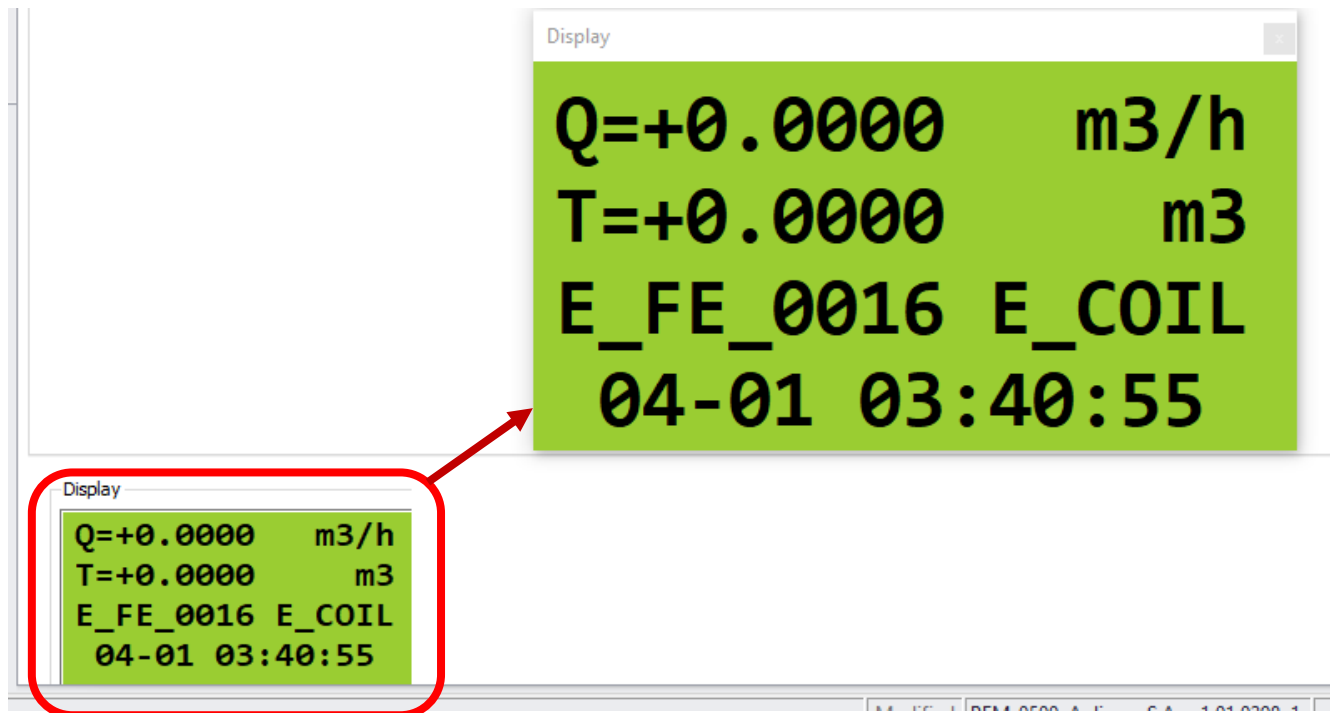 Display
x
Q=+0.0000 m3/h
T=+0.0000 m3
E_FE_0016 E_COIL
04-01 03:40:55
Display
Q=+0.0000 m3/h
T=+0.0000 m3
E_FE_0016 E_COIL
04-01 03:40:55